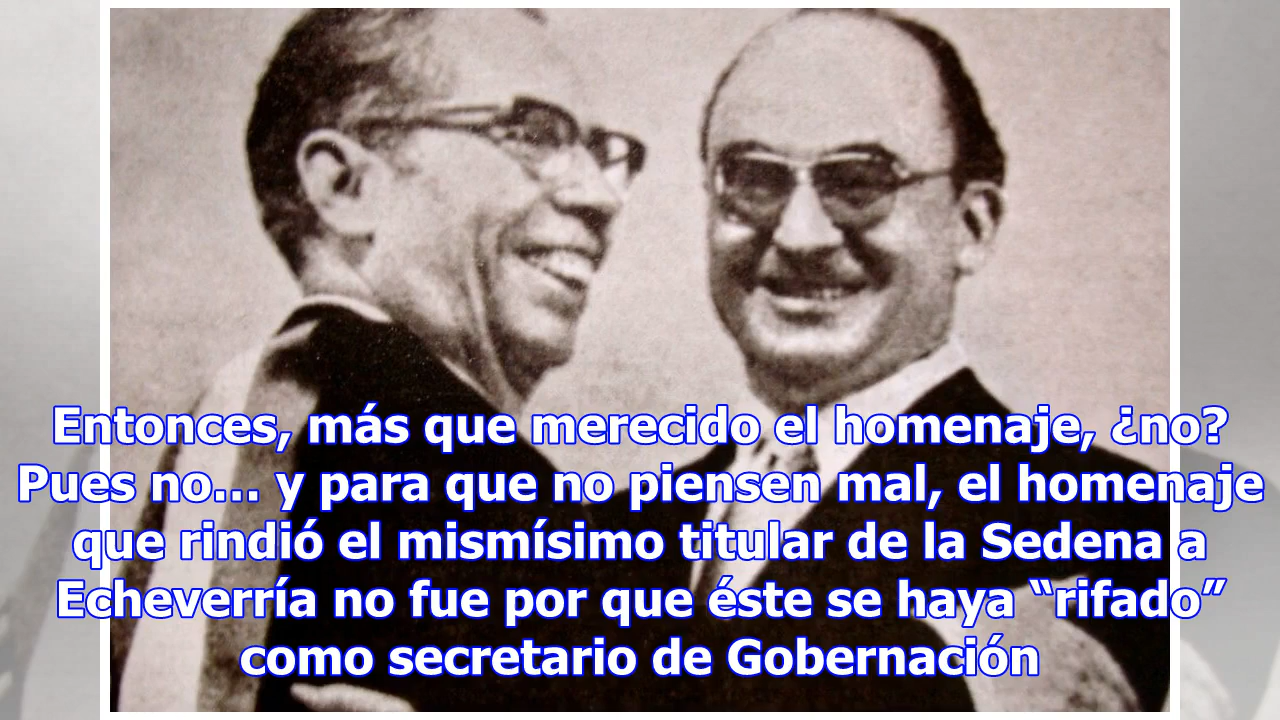 Entonces, más que merecido el homenaje, ¿no?
Pues no... y para que no piensen mal, el homenaje
que rindió el mismísimo titular de la Sedena a
Echeverría no fue por que éste se haya “rifado”
como secretario de Gobernación